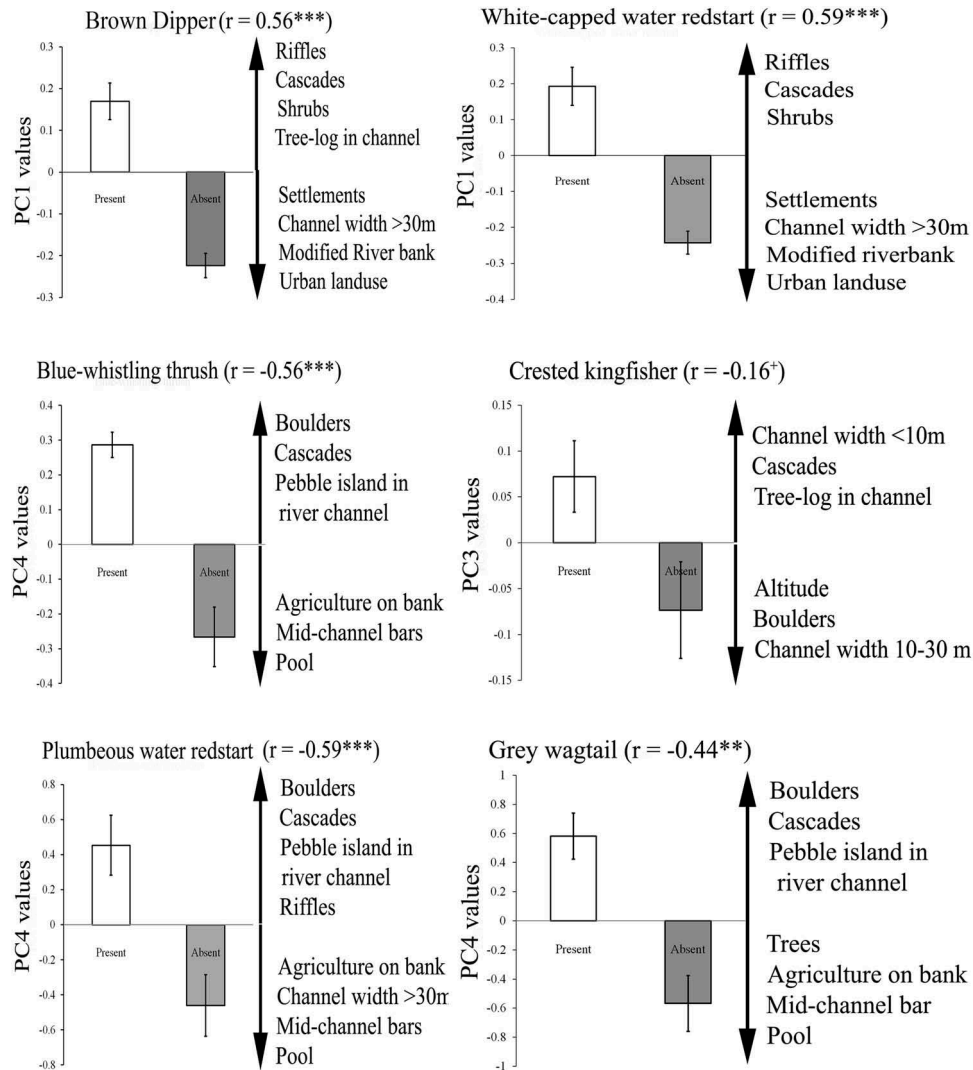 Brown Dipper (r = 0.56***)
PC1 values
0.3
0.2
0.1
0
-0.1
-0.2
-0.3
Present
Absent
Riffles
Cascades
Shrubs
Tree-log in channel
Settlements
Channel width >30m
Modified River bank
Urban landuse
White-capped water redstart (r = 0.59***)
PC1 values
0.3
0.2
0.1
0
-0.1
-0.2
-0.3
-0.4
Present
Absent
Riffles
Cascades
Shrubs
Settlements
Channel width >30m
Modified riverbank
Urban landuse
Blue-whistling thrush (r = -0.56***)
PC4 values
0.4
0.3
0.2
0.1
0
-0.1
-0.2
-0.3
-0.4
Present
Absent
Boulders
Cascades
Pebble island in
river channel
Agriculture on bank
Mid-channel bars
Pool
Crested kingfisher (r = -0.16⁺)
PC3 values
0.15
0.1
0.05
0
-0.05
-0.1
-0.15
Present
Absent
Channel width <10m
Cascades
Tree-log in channel
Altitude
Boulders
Channel width 10-30 m
Plumbeous water redstart (r = -0.59***)
PC4 values
0.8
0.6
0.4
0.2
0
-0.2
-0.4
-0.6
-0.8
Present
Absent
Boulders
Cascades
Pebble island in
river channel
Riffles
Agriculture on bank
Channel width >30m
Mid-channel bars
Pool
Grey wagtail (r = -0.44**)
PC4 values
1
0.8
0.6
0.4
0.2
0
-0.2
-0.4
-0.6
-0.8
-1
Present
Absent
Boulders
Cascades
Pebble island in
river channel
Trees
Agriculture on bank
Mid-channel bar
Pool